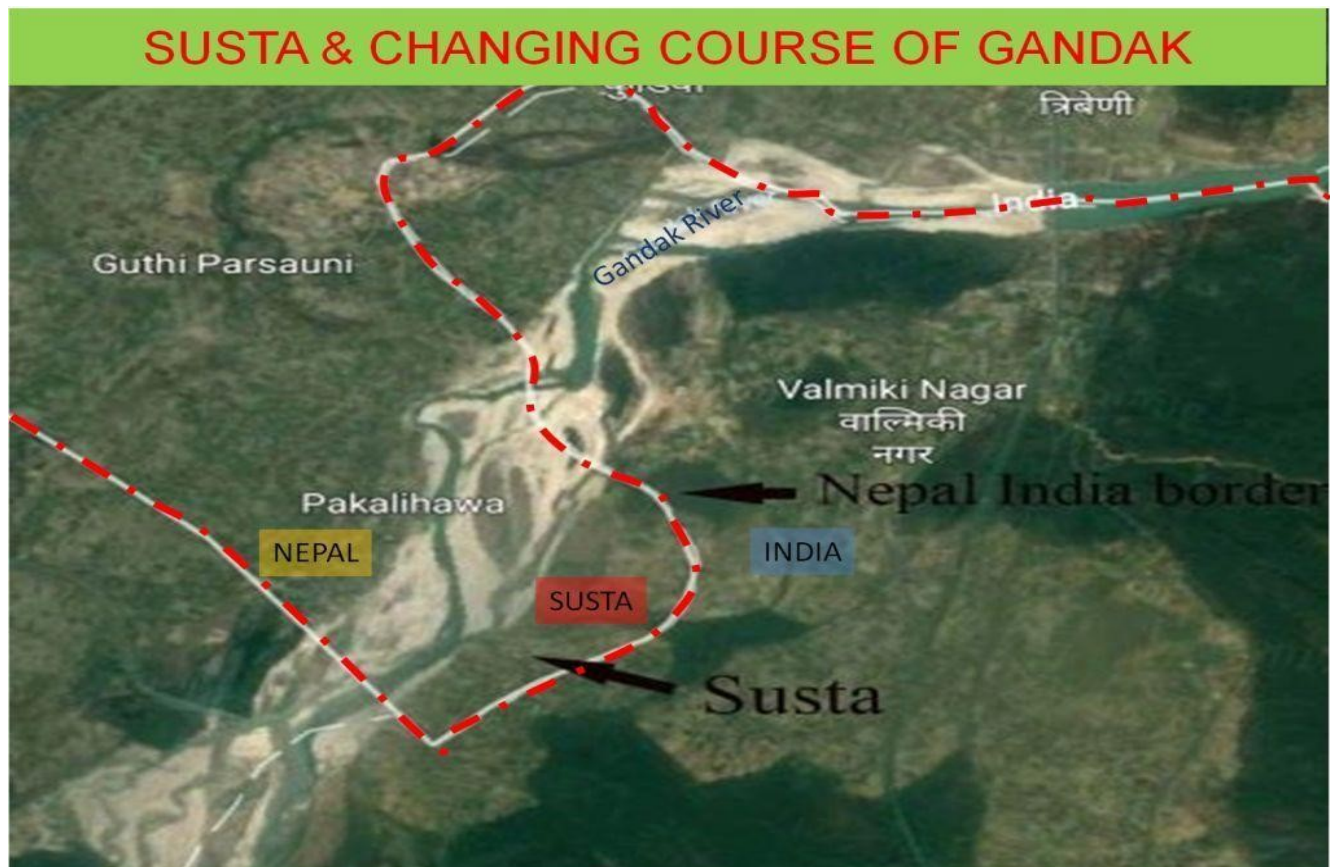 SUSTA & CHANGING COURSE OF GANDAK
त्रिबेणी
India
Gandak River
Guthi Parsauni
Valmiki Nagar
वाल्मिकी
नगर
Nepal India border
Pakalihawa
NEPAL
INDIA
SUSTA
Susta